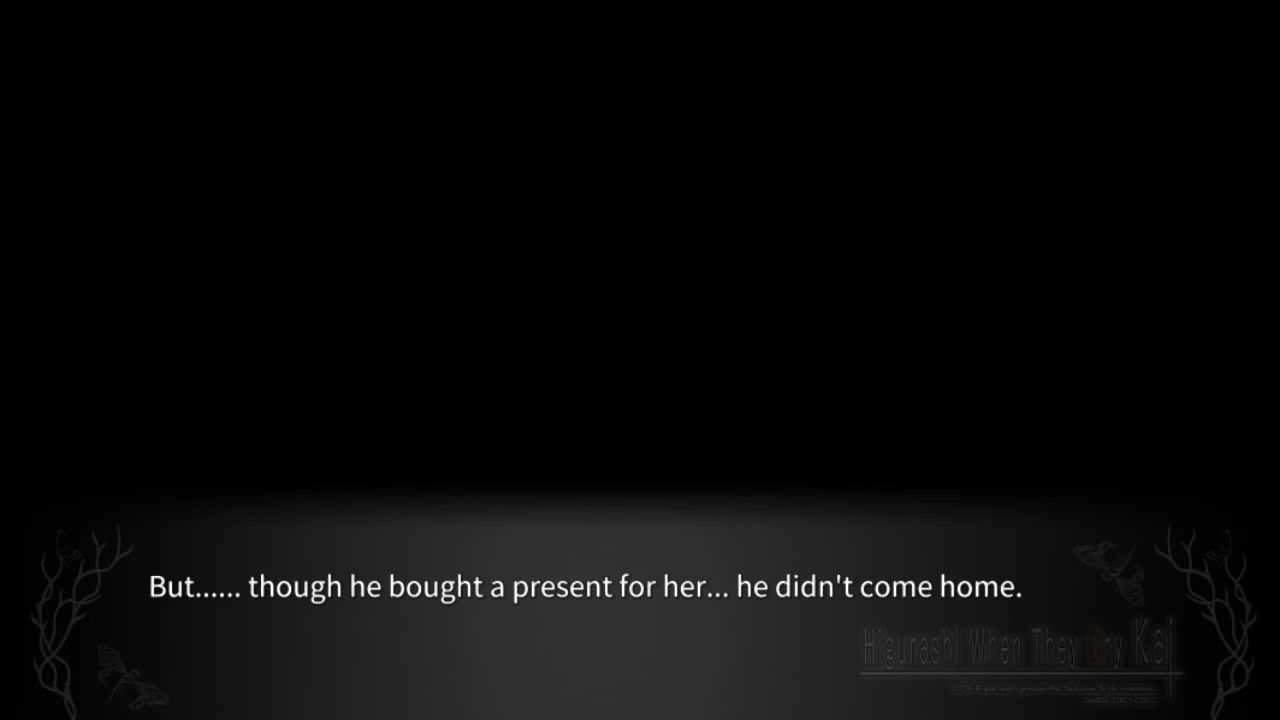 But...... though he bought a present for her... he didn't come home.
Higurashi When They Cry Kai